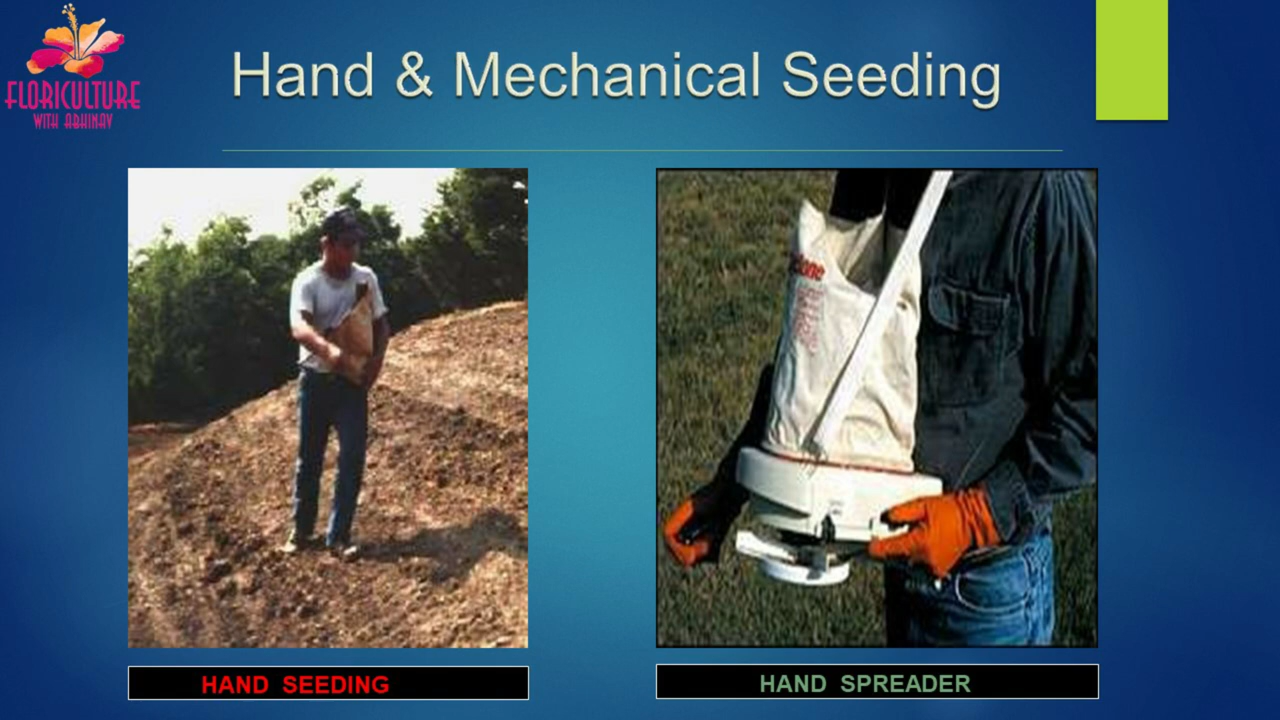 FLORICULTURE
WITH ABHINAV
Hand & Mechanical Seeding
HAND SEEDING
HAND SPREADER